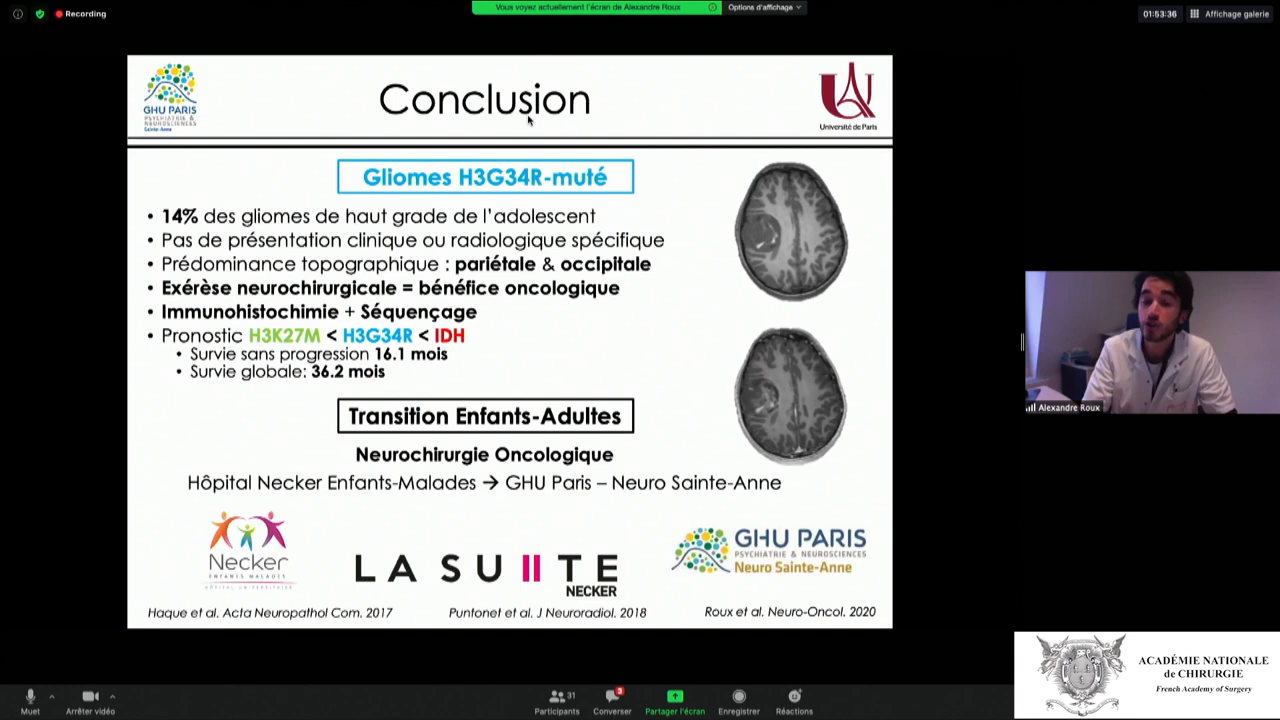 Recording
Vous voyez actuellement l'écran de Alexandre Roux
Options d'affichage
01:53:36
Affichage galerie
GHU PARIS
PSYCHIATRIE &
NEUROSCIENCES
Sainte-Anne
Conclusion
Université de Paris
Gliomes H3G34R-muté
• 14% des gliomes de haut grade de l'adolescent
• Pas de présentation clinique ou radiologique spécifique
• Prédominance topographique : pariétale & occipitale
• Exérèse neurochirurgicale = bénéfice oncologique
• Immunohistochimie + Séquençage
• Pronostic H3K27M < H3G34R < IDH
• Survie sans progression 16.1 mois
• Survie globale: 36.2 mois
Transition Enfants-Adultes
Neurochirurgie Oncologique
Hôpital Necker Enfants-Malades → GHU Paris – Neuro Sainte-Anne
Necker
ENFANTS MALADES
HÔPITAL UNIVERSITAIRE
LA SUIITE
NECKER
GHU PARIS
PSYCHIATRIE & NEUROSCIENCES
Neuro Sainte-Anne
Haque et al. Acta Neuropathol Com. 2017
Puntonet et al. J Neuroradiol. 2018
Roux et al. Neuro-Oncol. 2020
Alexandre Roux
ACADÉMIE NATIONALE
de CHIRURGIE
French Academy of Surgery
Muet
Arrêter vidéo
31
Participants
3
Converser
Partager l'écran
Enregistrer
Réactions